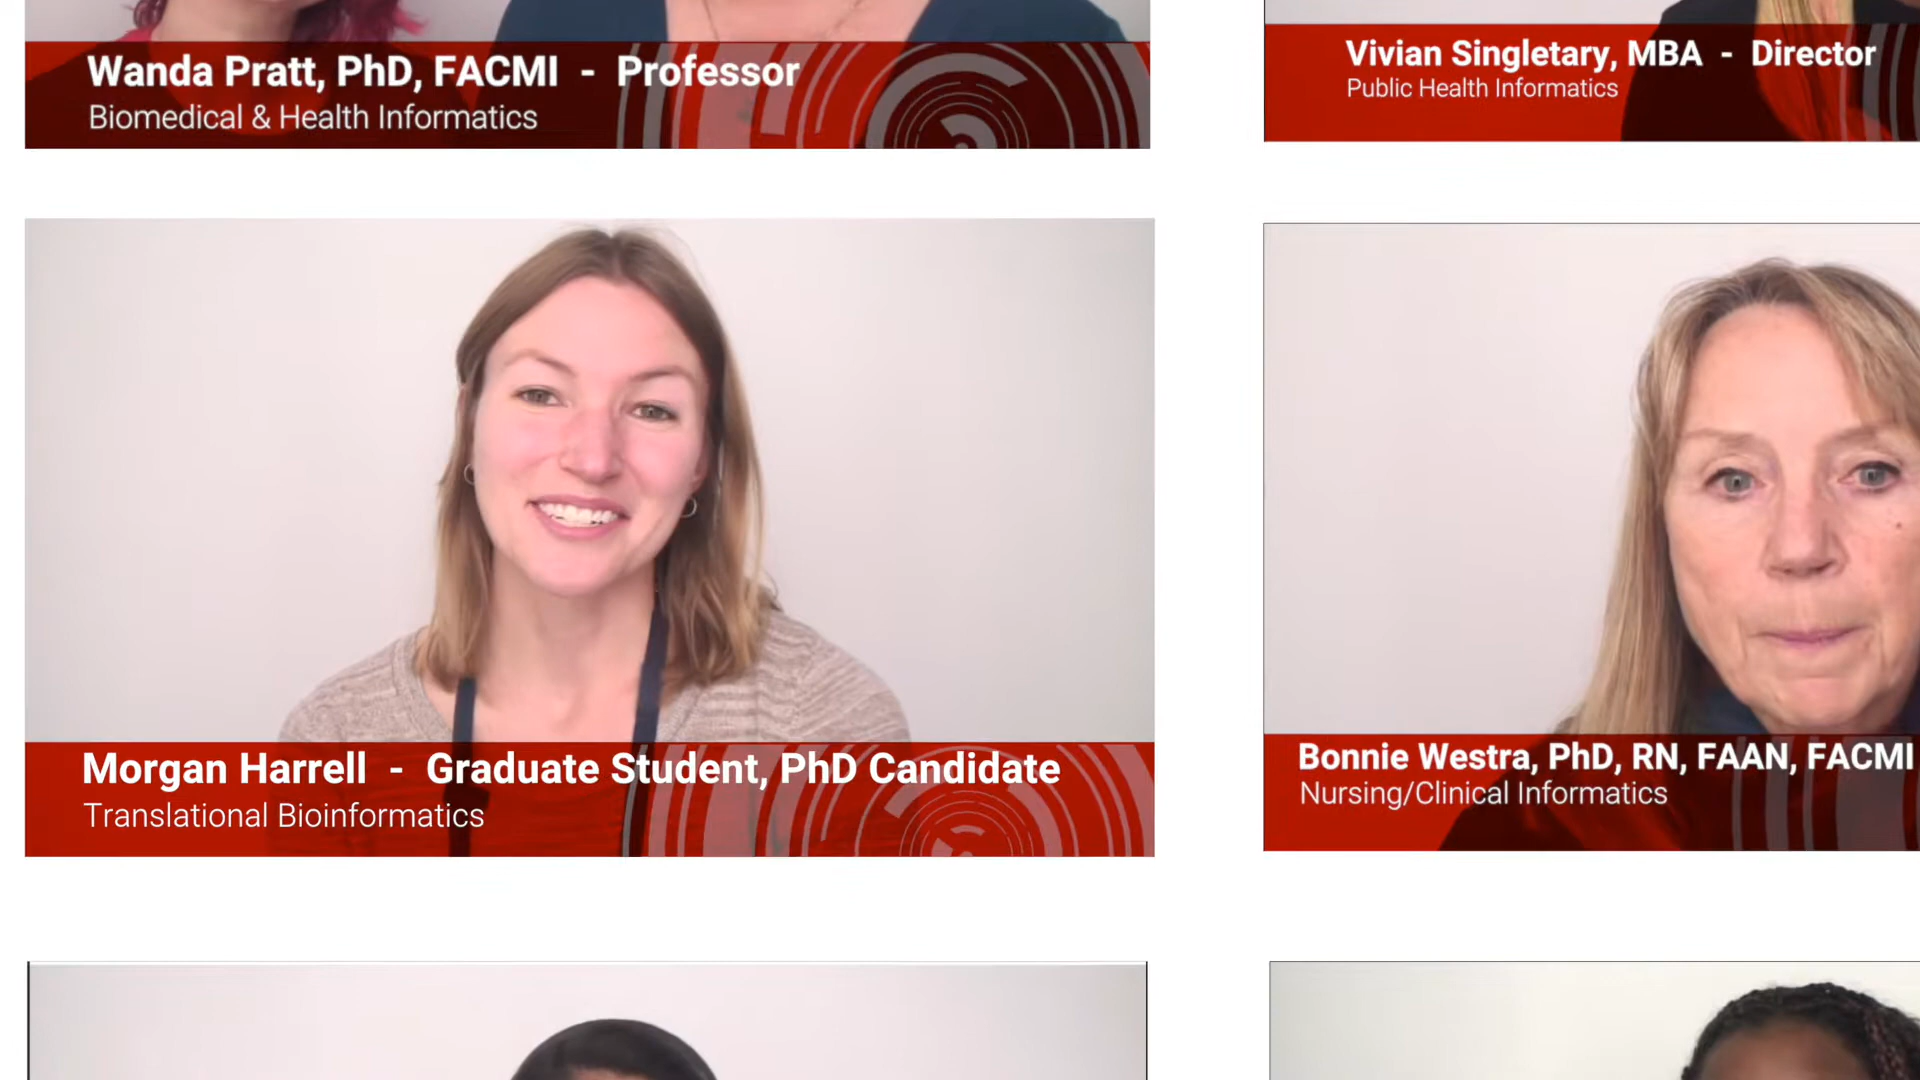 Wanda Pratt, PhD, FACMI - Professor
Biomedical & Health Informatics
Vivian Singletary, MBA - Director
Public Health Informatics
Morgan Harrell - Graduate Student, PhD Candidate
Translational Bioinformatics
Bonnie Westra, PhD, RN, FAAN, FACMI
Nursing/Clinical Informatics